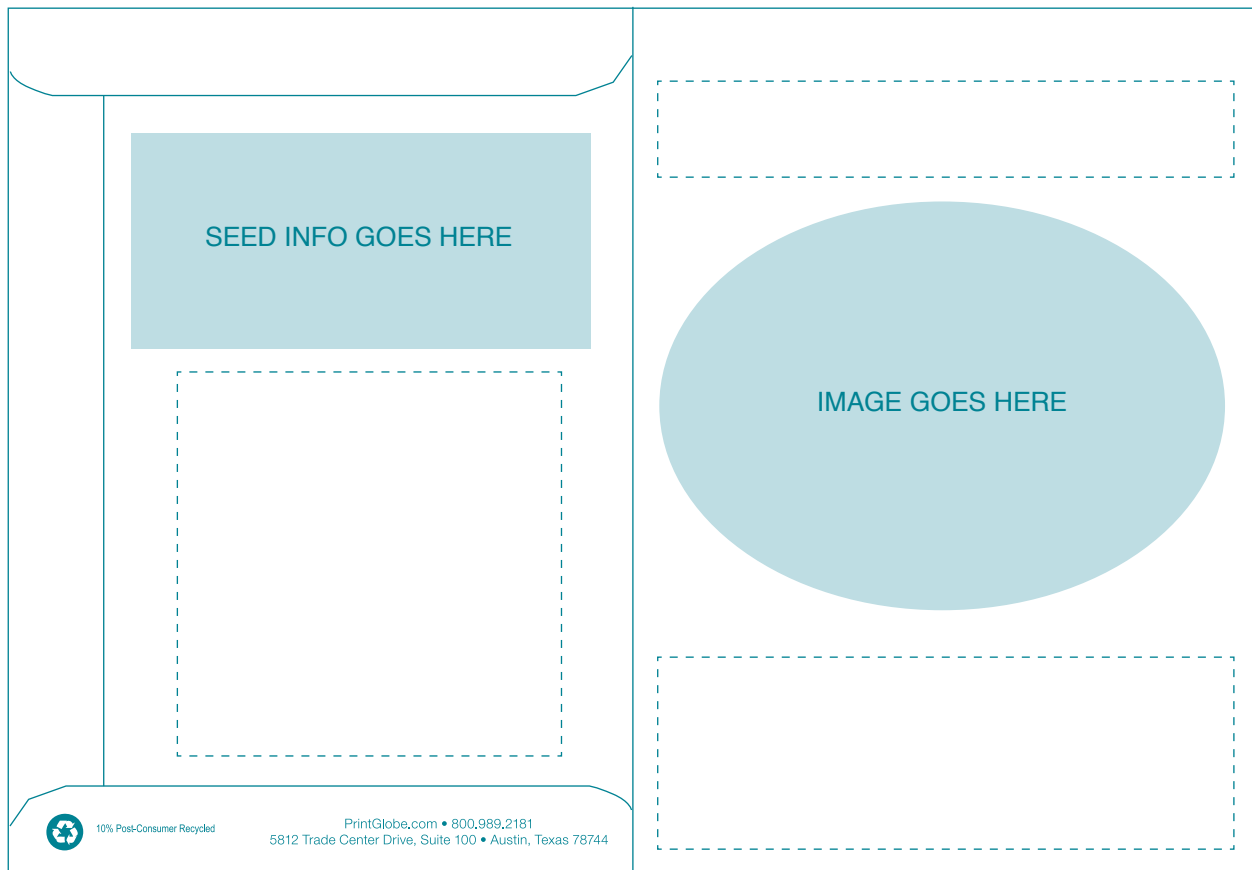 SEED INFO GOES HERE
IMAGE GOES HERE
10% Post-Consumer Recycled
PrintGlobe.com • 800.989.2181
5812 Trade Center Drive, Suite 100 • Austin, Texas 78744